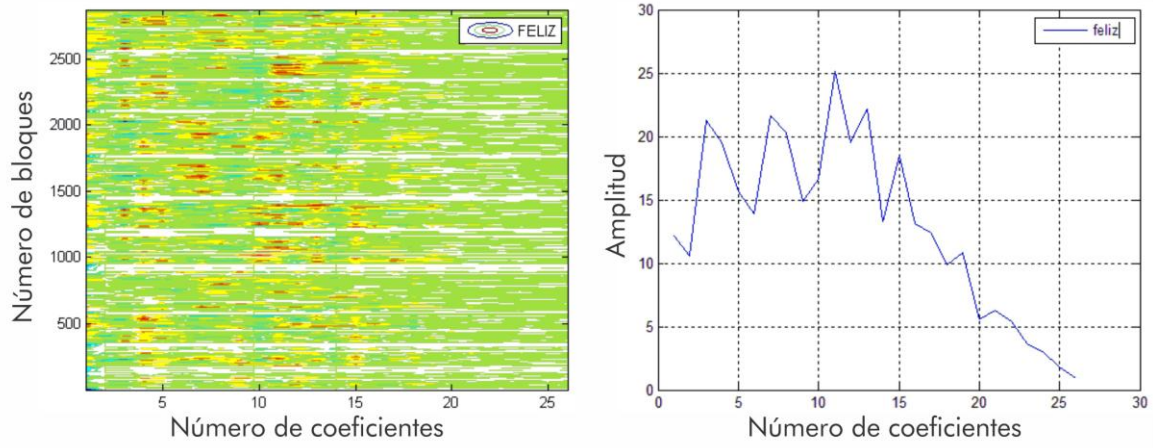 FELIZ
2500
2000
1500
1000
500
5 10 15 20 25
Número de bloques
Número de coeficientes
30
25
20
15
10
5
0
0 5 10 15 20 25 30
feliz
Amplitud
Número de coeficientes